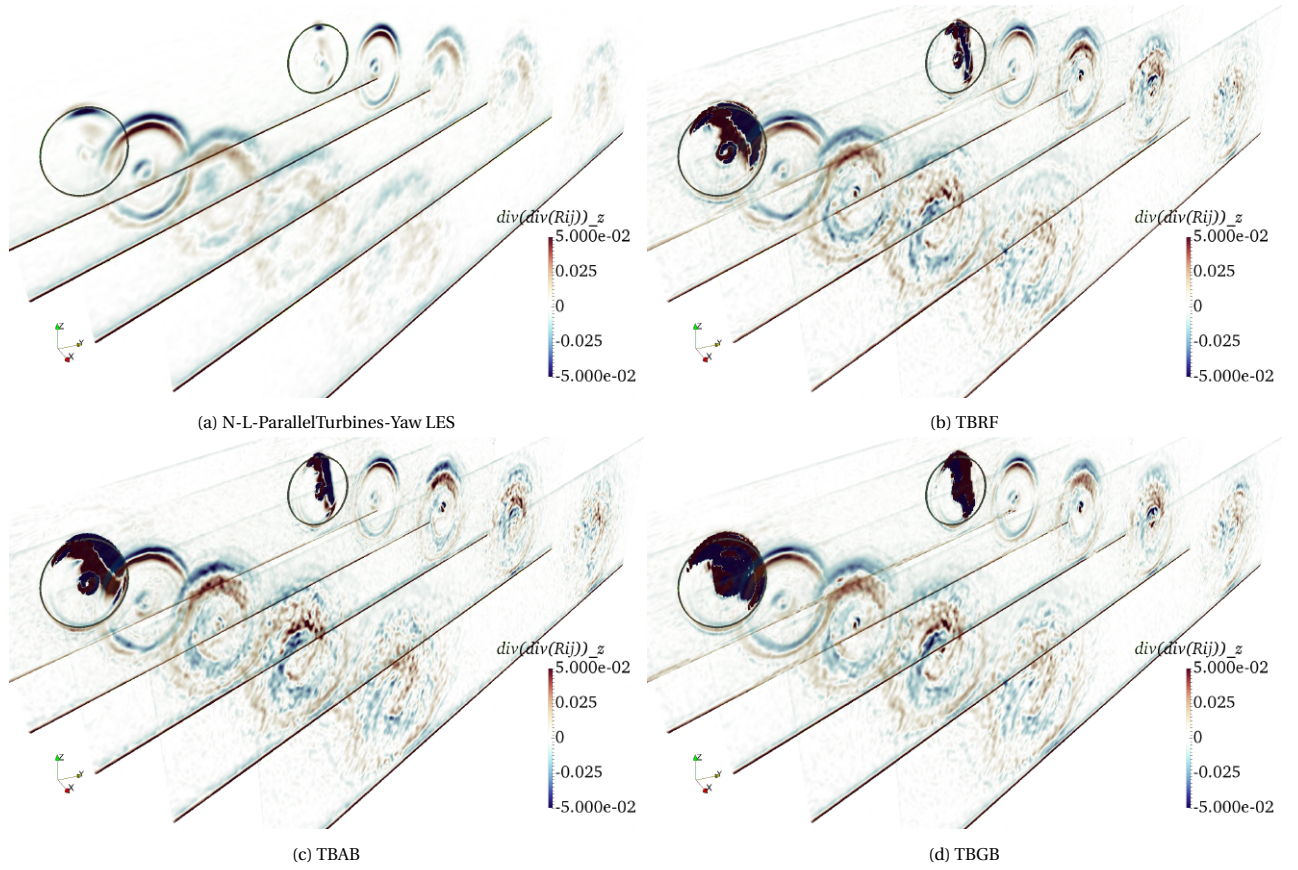 div(div(Rij))_z
5.000e-02
0.025
0
-0.025
-5.000e-02
Z
Y
X
(a) N-L-ParallelTurbines-Yaw LES
div(div(Rij))_z
5.000e-02
0.025
0
-0.025
-5.000e-02
Z
Y
X
(b) TBRF
div(div(Rij))_z
5.000e-02
0.025
0
-0.025
-5.000e-02
Z
Y
X
(c) TBAB
div(div(Rij))_z
5.000e-02
0.025
0
-0.025
-5.000e-02
Z
Y
X
(d) TBGB